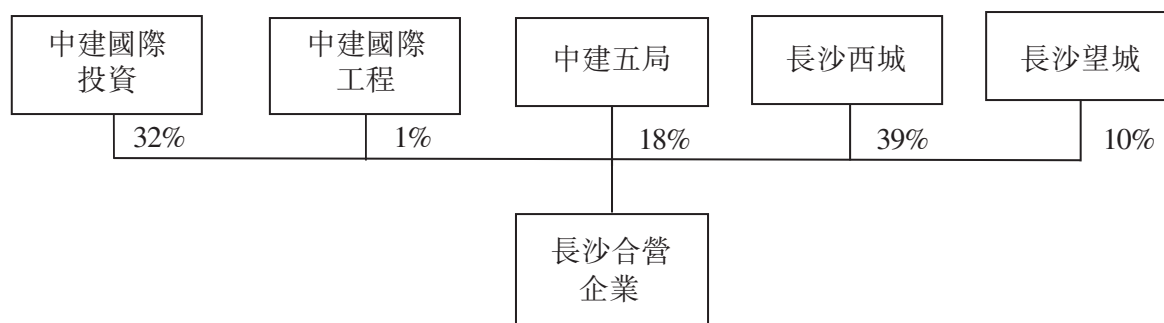 中建國際
投資
中建國際
工程
中建五局
長沙西城
長沙望城
32%
1%
18%
39%
10%
長沙合營
企業